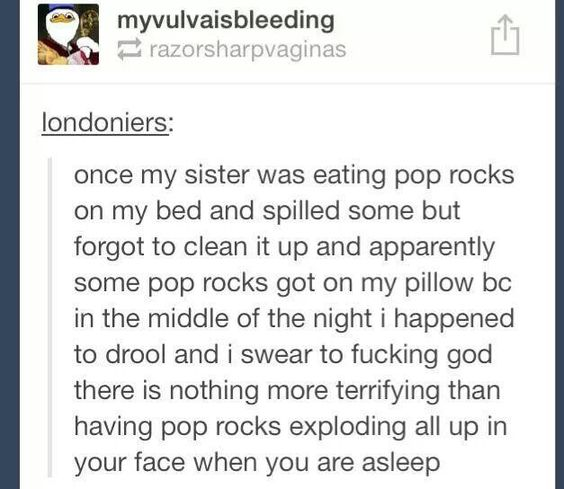 myvulvaisbleeding
razorsharpvaginas
londoniers:
once my sister was eating pop rocks
on my bed and spilled some but
forgot to clean it up and apparently
some pop rocks got on my pillow bc
in the middle of the night i happened
to drool and i swear to fucking god
there is nothing more terrifying than
having pop rocks exploding all up in
your face when you are asleep